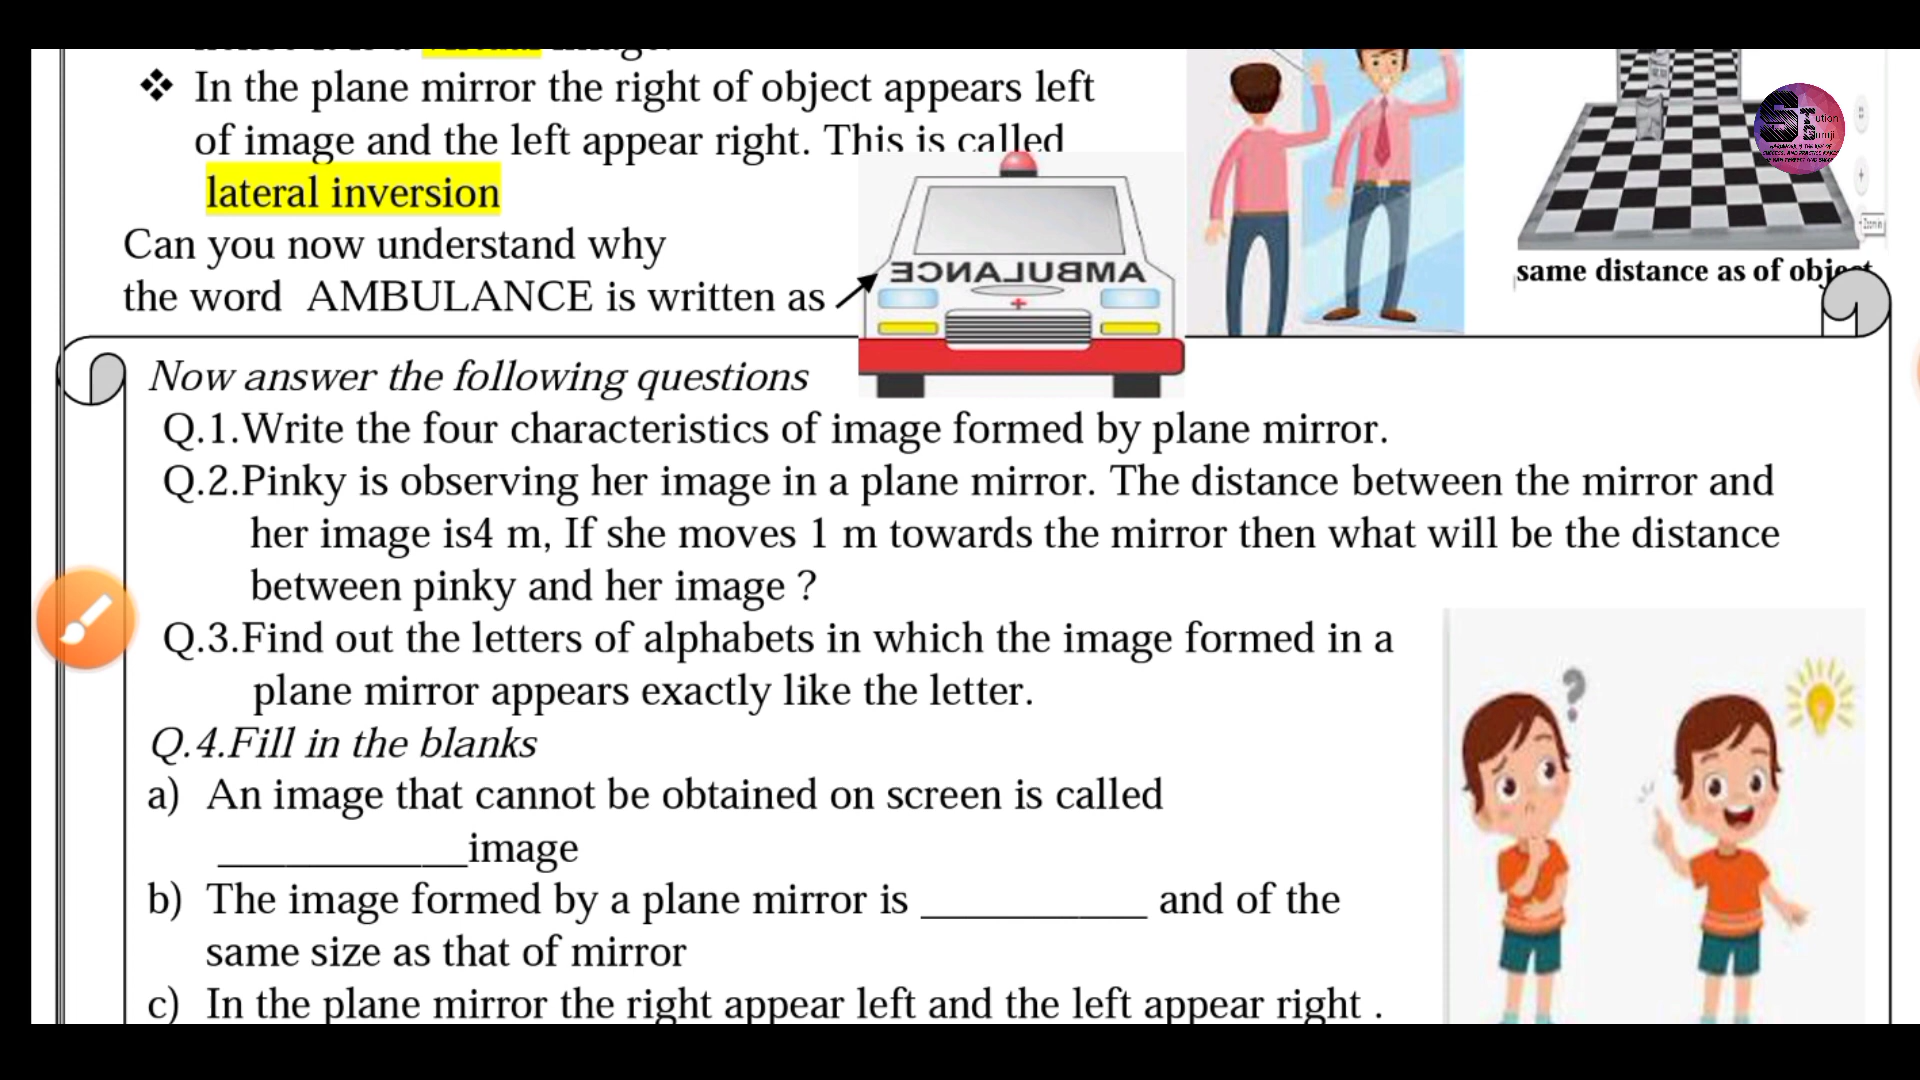 ❖ In the plane mirror the right of object appears left
of image and the left appear right. This is called
lateral inversion
Can you now understand why
the word AMBULANCE is written as
AMBULANCE
same distance as of object
Now answer the following questions
Q.1.Write the four characteristics of image formed by plane mirror.
Q.2.Pinky is observing her image in a plane mirror. The distance between the mirror and
her image is4 m, If she moves 1 m towards the mirror then what will be the distance
between pinky and her image ?
Q.3.Find out the letters of alphabets in which the image formed in a
plane mirror appears exactly like the letter.
Q.4.Fill in the blanks
a) An image that cannot be obtained on screen is called
___________image
b) The image formed by a plane mirror is __________ and of the
same size as that of mirror
c) In the plane mirror the right appear left and the left appear right .